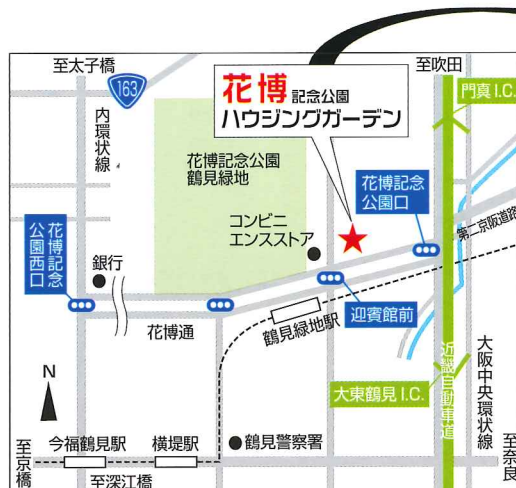 至太子橋
163
内環状線
花博 記念公園
ハウジングガーデン
至吹田
門真I.C.
花博記念公園
鶴見緑地
コンビニ
エンスストア
花博記念
公園口
第二京阪道路
花博記念
公園西口
銀行
花博通
鶴見緑地駅
迎賓館前
近畿自動車道
大阪中央環状線
大東鶴見I.C.
N
鶴見警察署
至京橋
今福鶴見駅
横堤駅
至深江橋
至奈良